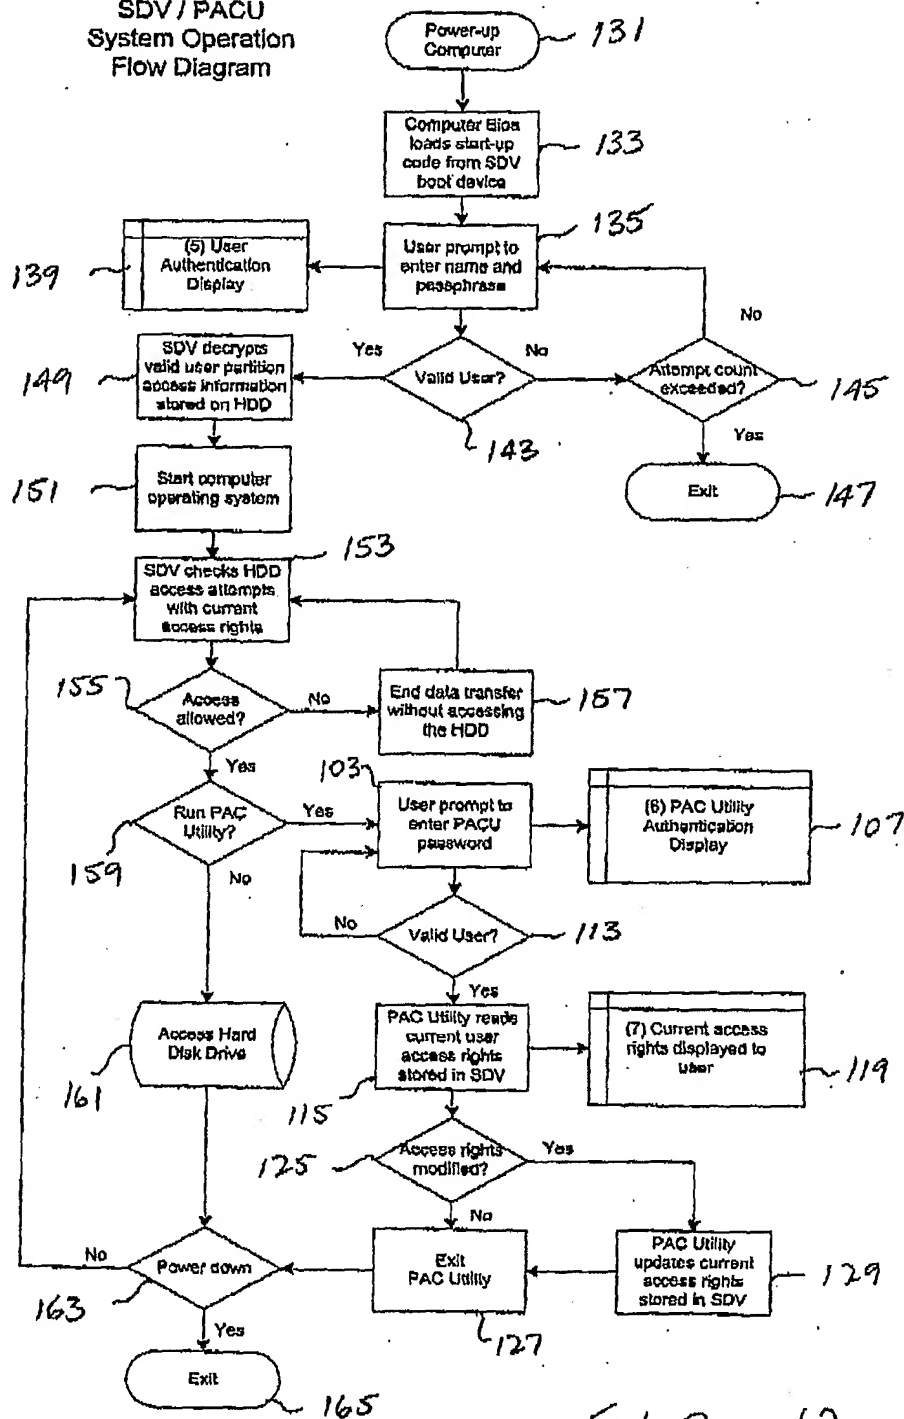 SDV / PACU
System Operation
Flow Diagram
Power-up
Computer
131
Computer Bios
loads start-up
code from SDV
boot device
133
135
User prompt to
enter name and
passphrase
(5) User
Authentication
Display
139
No
SDV decrypts
valid user partition
access information
stored on HDD
149
Yes
Valid User?
No
143
Attempt count
exceeded?
145
Yes
Start computer
operating system
151
Exit
147
153
SDV checks HDD
access attempts
with current
access rights
155
Access
allowed?
No
End data transfer
without accessing
the HDD
157
Yes
103
Run PAC
Utility?
159
Yes
User prompt to
enter PACU
password
(6) PAC Utility
Authentication
Display
107
No
No
Valid User?
113
Yes
Access Hard
Disk Drive
161
PAC Utility reads
current user
access rights
stored in SDV
115
(7) Current access
rights displayed to
user
119
125
Access rights
modified?
Yes
No
No
Power down
163
Exit
PAC Utility
127
PAC Utility
updates current
access rights
stored in SDV
129
Yes
Exit
165